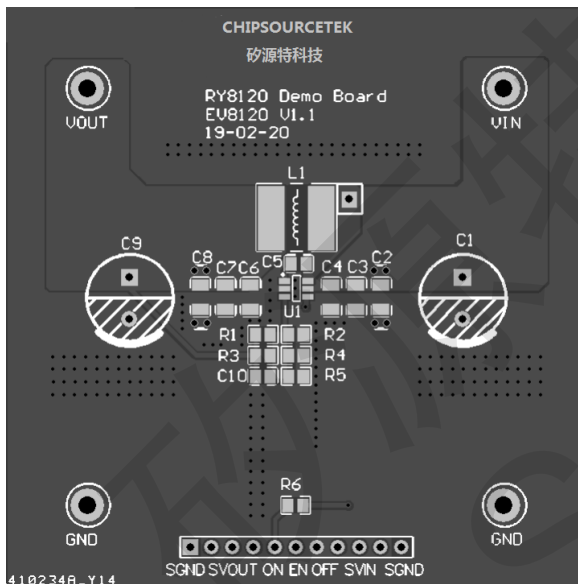 CHIPSOURCETEK
矽源特科技
VOUT
RY8120 Demo Board
EV8120 V1.1
19-02-20
VIN
L1
C9
C8
C7
C6
C5
C4
C3
C2
C1
U1
R1
R2
R3
R4
C10
R5
R6
GND
GND
SGND SVOUT ON EN OFF SVIN SGND
410234A_Y14